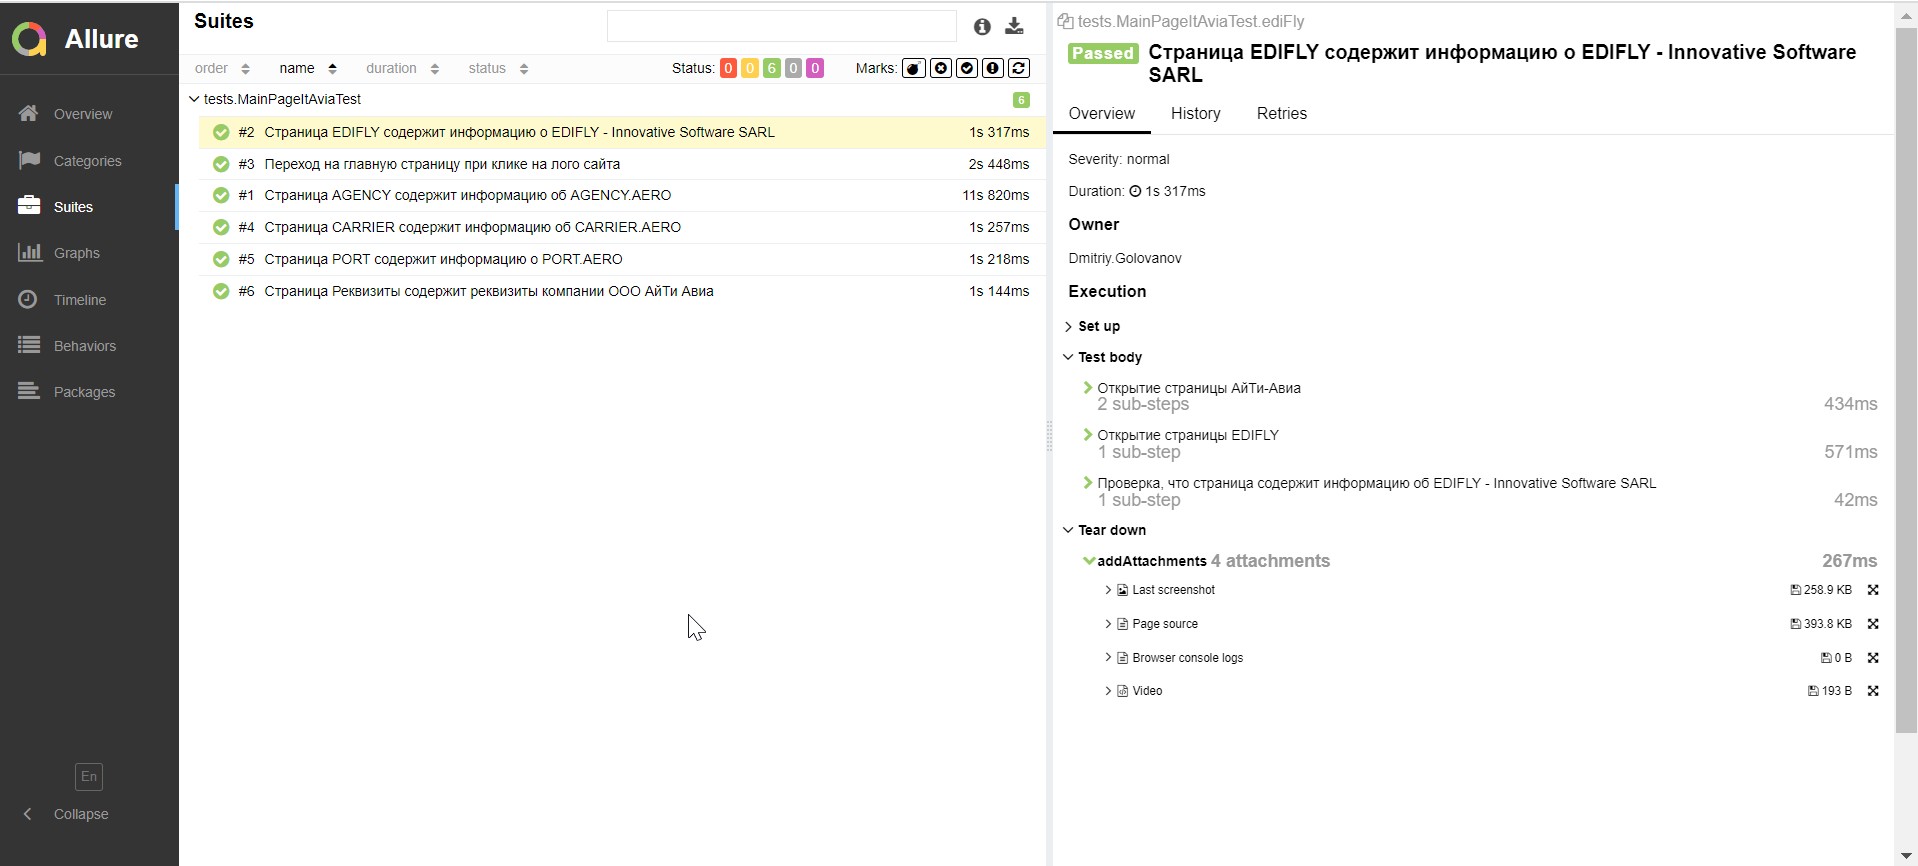 Allure
Overview
Categories
Suites
Graphs
Timeline
Behaviors
Packages
En
Collapse
Suites
order name duration status Status: 0 0 6 0 0 Marks:
tests.MainPageItAviaTest 6
#2 Страница EDIFLY содержит информацию о EDIFLY - Innovative Software SARL 1s 317ms
#3 Переход на главную страницу при клике на лого сайта 2s 448ms
#1 Страница AGENCY содержит информацию об AGENCY.AERO 11s 820ms
#4 Страница CARRIER содержит информацию об CARRIER.AERO 1s 257ms
#5 Страница PORT содержит информацию о PORT.AERO 1s 218ms
#6 Страница Реквизиты содержит реквизиты компании ООО АйТи Авиа 1s 144ms
tests.MainPageItAviaTest.ediFly
Passed Страница EDIFLY содержит информацию о EDIFLY - Innovative Software
SARL
Overview History Retries
Severity: normal
Duration: 1s 317ms
Owner
Dmitriy.Golovanov
Execution
Set up
Test body
Открытие страницы АйТи-Авиа
2 sub-steps 434ms
Открытие страницы EDIFLY
1 sub-step 571ms
Проверка, что страница содержит информацию об EDIFLY - Innovative Software SARL
1 sub-step 42ms
Tear down
addAttachments 4 attachments 267ms
Last screenshot 258.9 KB
Page source 393.8 KB
Browser console logs 0 B
Video 193 B